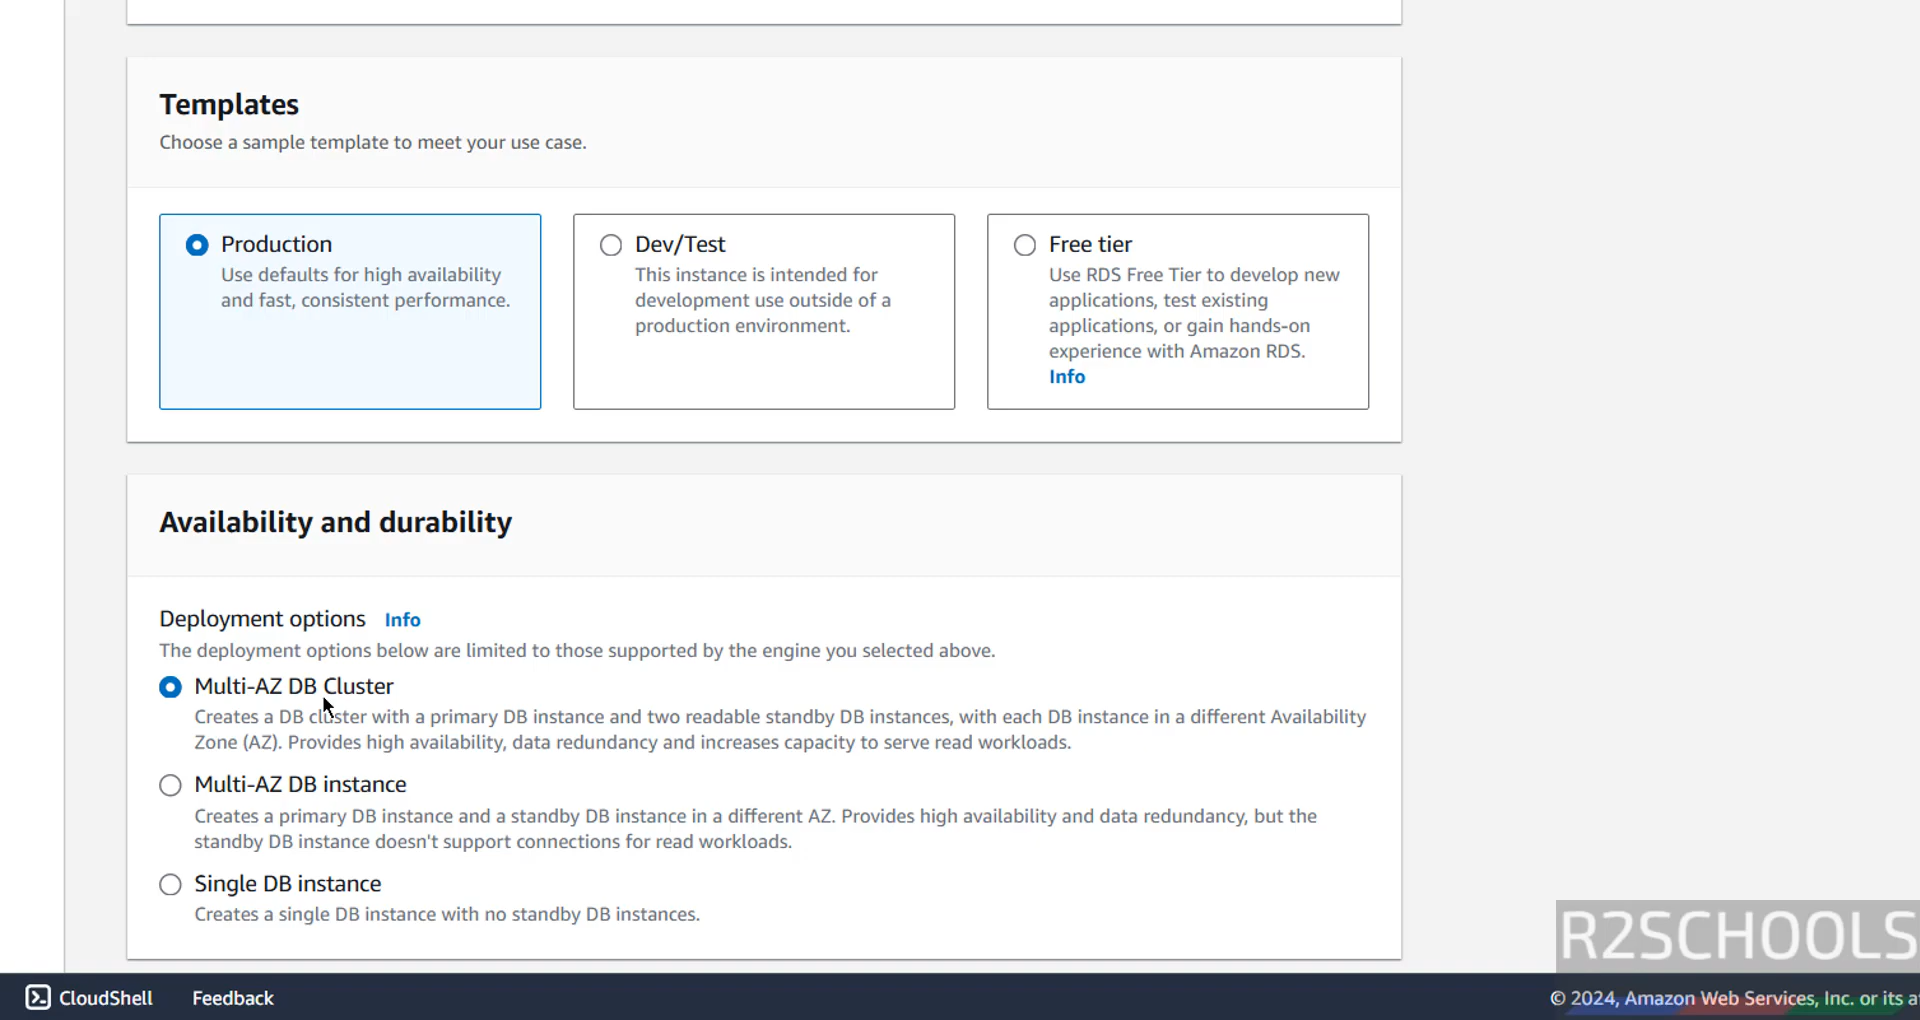 Templates
Choose a sample template to meet your use case.
Production
Use defaults for high availability
and fast, consistent performance.
Dev/Test
This instance is intended for
development use outside of a
production environment.
Free tier
Use RDS Free Tier to develop new
applications, test existing
applications, or gain hands-on
experience with Amazon RDS.
Info
Availability and durability
Deployment options Info
The deployment options below are limited to those supported by the engine you selected above.
Multi-AZ DB Cluster
Creates a DB cluster with a primary DB instance and two readable standby DB instances, with each DB instance in a different Availability
Zone (AZ). Provides high availability, data redundancy and increases capacity to serve read workloads.
Multi-AZ DB instance
Creates a primary DB instance and a standby DB instance in a different AZ. Provides high availability and data redundancy, but the
standby DB instance doesn't support connections for read workloads.
Single DB instance
Creates a single DB instance with no standby DB instances.
R2SCHOOLS
CloudShell Feedback © 2024, Amazon Web Services, Inc. or its